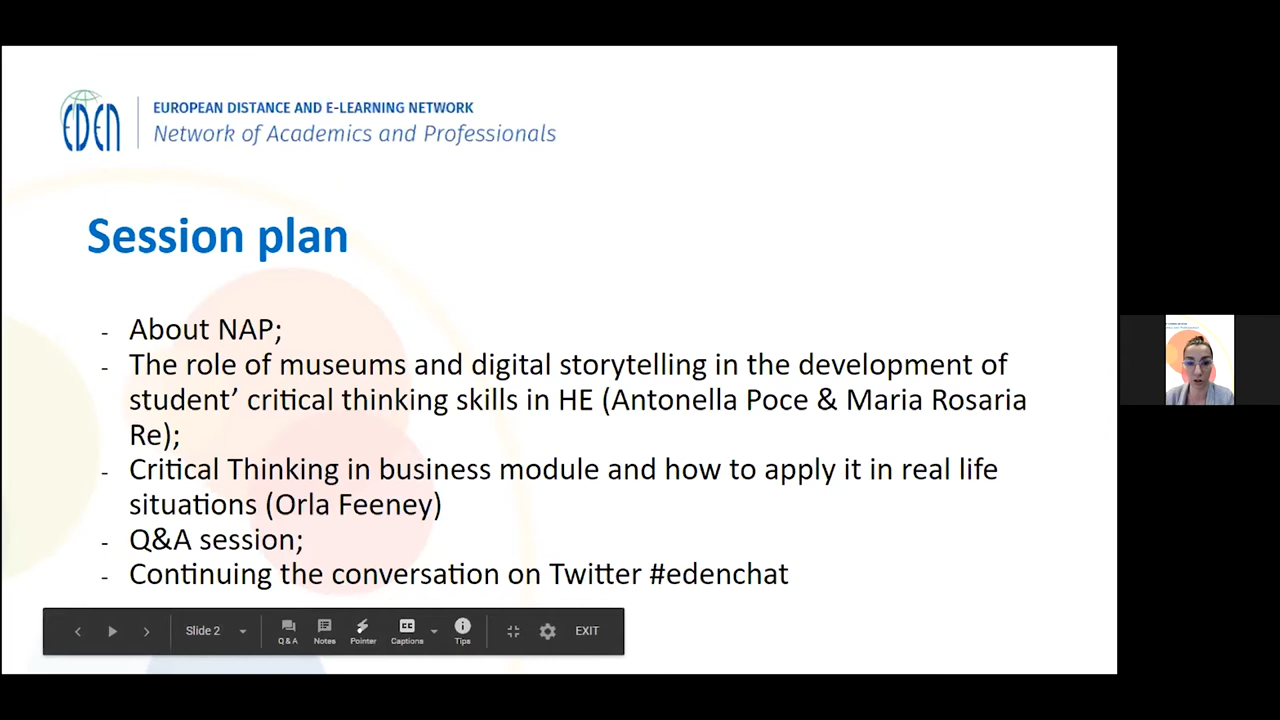 EDEN
EUROPEAN DISTANCE AND E-LEARNING NETWORK
Network of Academics and Professionals
Session plan
- About NAP;
- The role of museums and digital storytelling in the development of
student’ critical thinking skills in HE (Antonella Poce & Maria Rosaria
Re);
- Critical Thinking in business module and how to apply it in real life
situations (Orla Feeney)
- Q&A session;
- Continuing the conversation on Twitter #edenchat
Slide 2
Q&A
Notes
Pointer
CC
Captions
Tips
EXIT